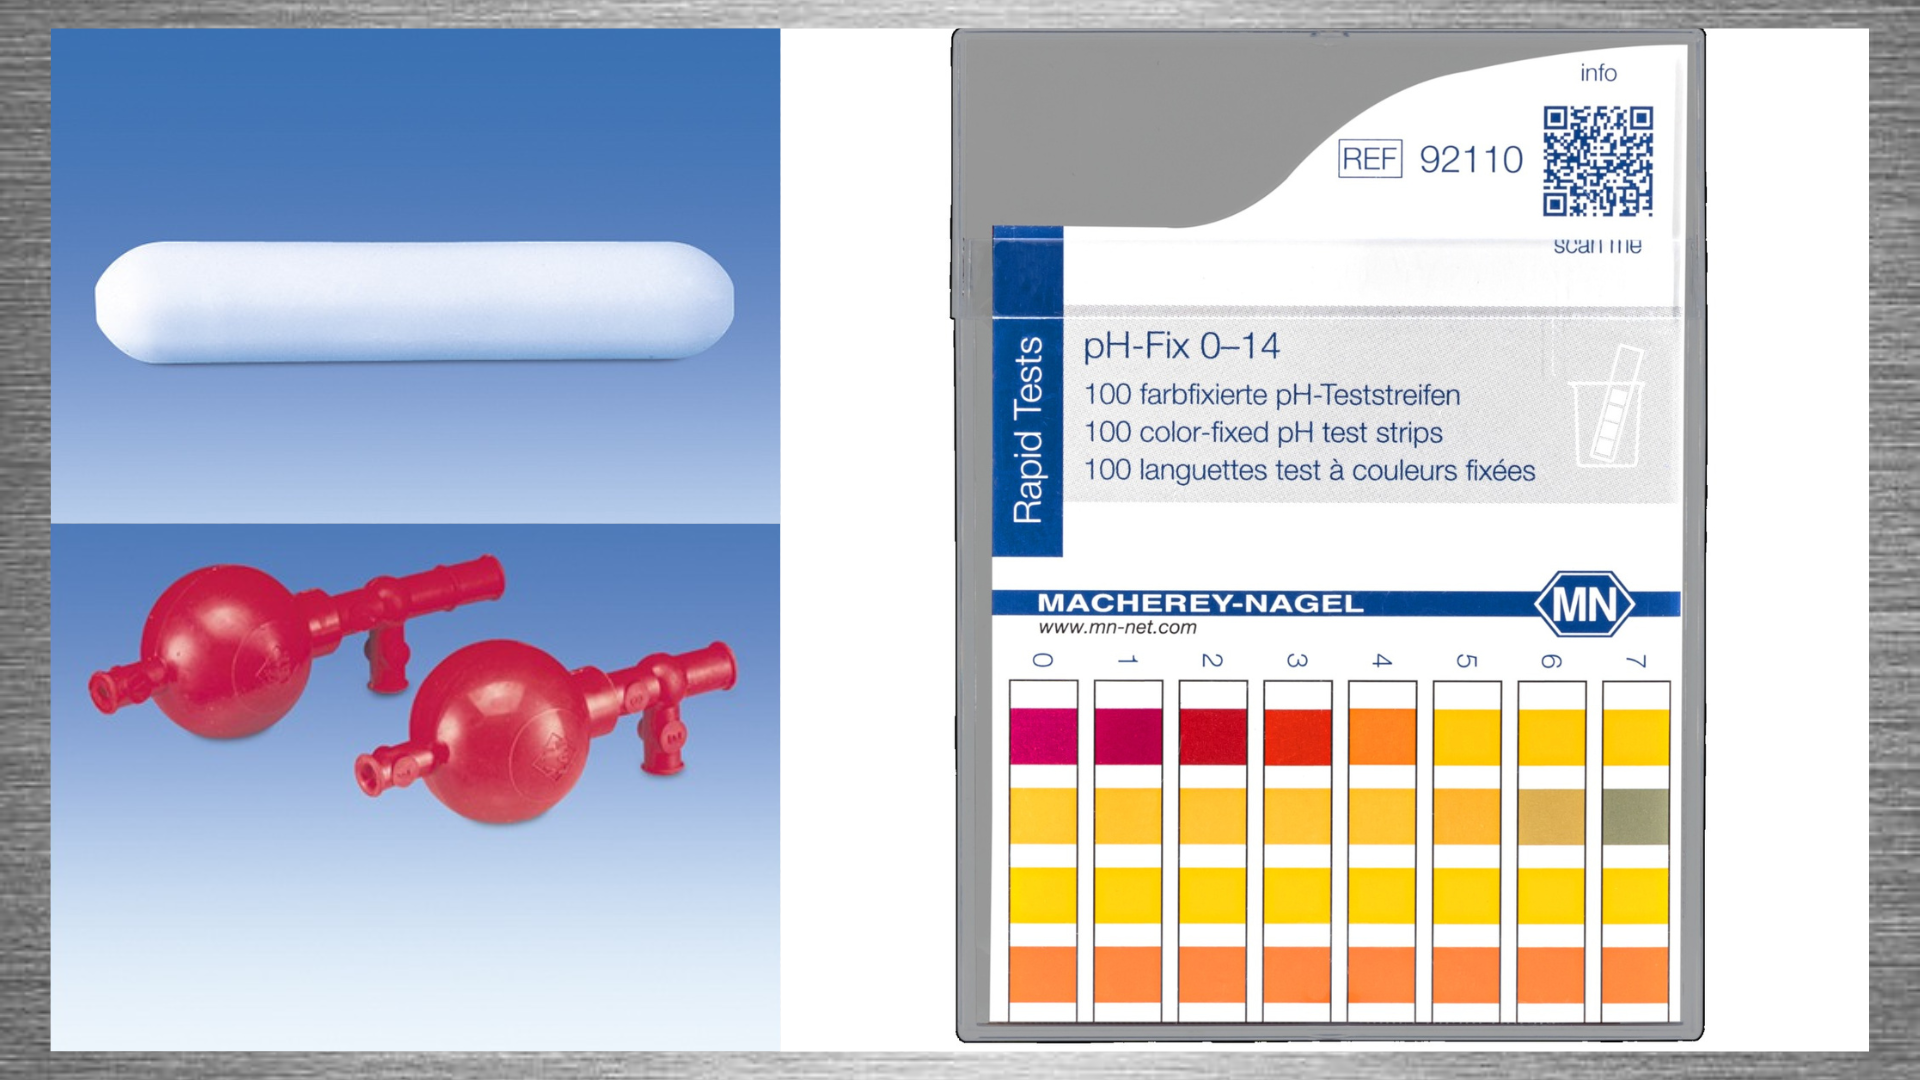 info
REF 92110
scan me
Rapid Tests
pH-Fix 0–14
100 farbfixierte pH-Teststreifen
100 color-fixed pH test strips
100 languettes test à couleurs fixées
MACHEREY-NAGEL
MN
www.mn-net.com
0 1 2 3 4 5 6 7